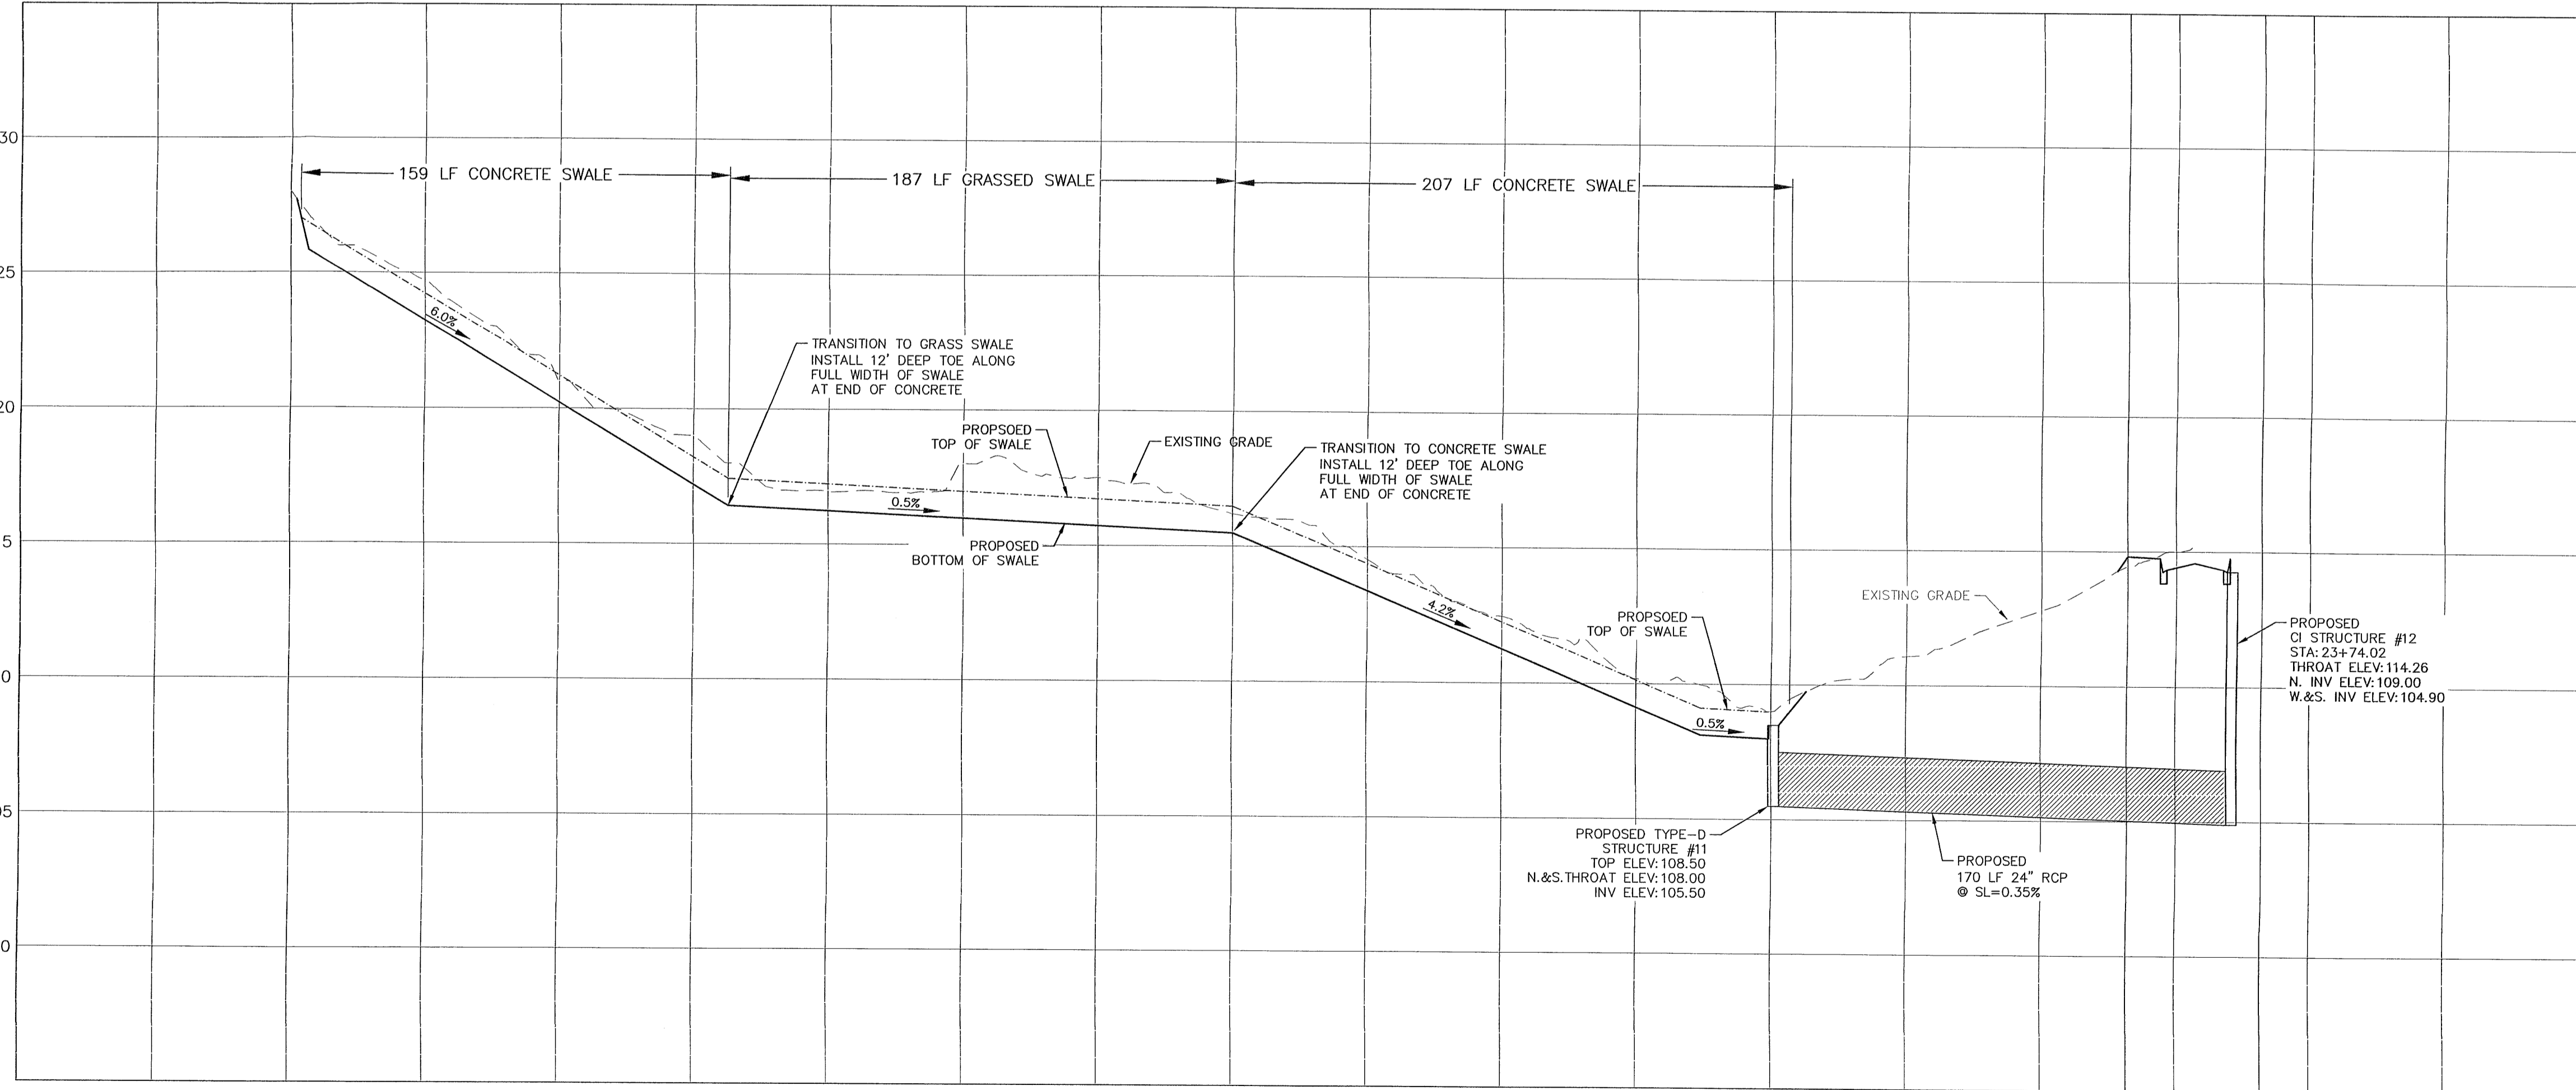 30
159 LF CONCRETE SWALE
187 LF GRASSED SWALE
207 LF CONCRETE SWALE
25
6.0%
TRANSITION TO GRASS SWALE
INSTALL 12' DEEP TOE ALONG
FULL WIDTH OF SWALE
AT END OF CONCRETE
20
PROPSOED
TOP OF SWALE
EXISTING GRADE
TRANSITION TO CONCRETE SWALE
INSTALL 12' DEEP TOE ALONG
FULL WIDTH OF SWALE
AT END OF CONCRETE
0.5%
5
PROPOSED
BOTTOM OF SWALE
4.2%
PROPSOED
TOP OF SWALE
EXISTING GRADE
PROPOSED
CI STRUCTURE #12
STA: 23+74.02
THROAT ELEV: 114.26
N. INV ELEV: 109.00
W.&S. INV ELEV: 104.90
0
0.5%
05
PROPOSED TYPE-D
STRUCTURE #11
TOP ELEV: 108.50
N.&S.THROAT ELEV: 108.00
INV ELEV: 105.50
PROPOSED
170 LF 24" RCP
@ SL=0.35%
0